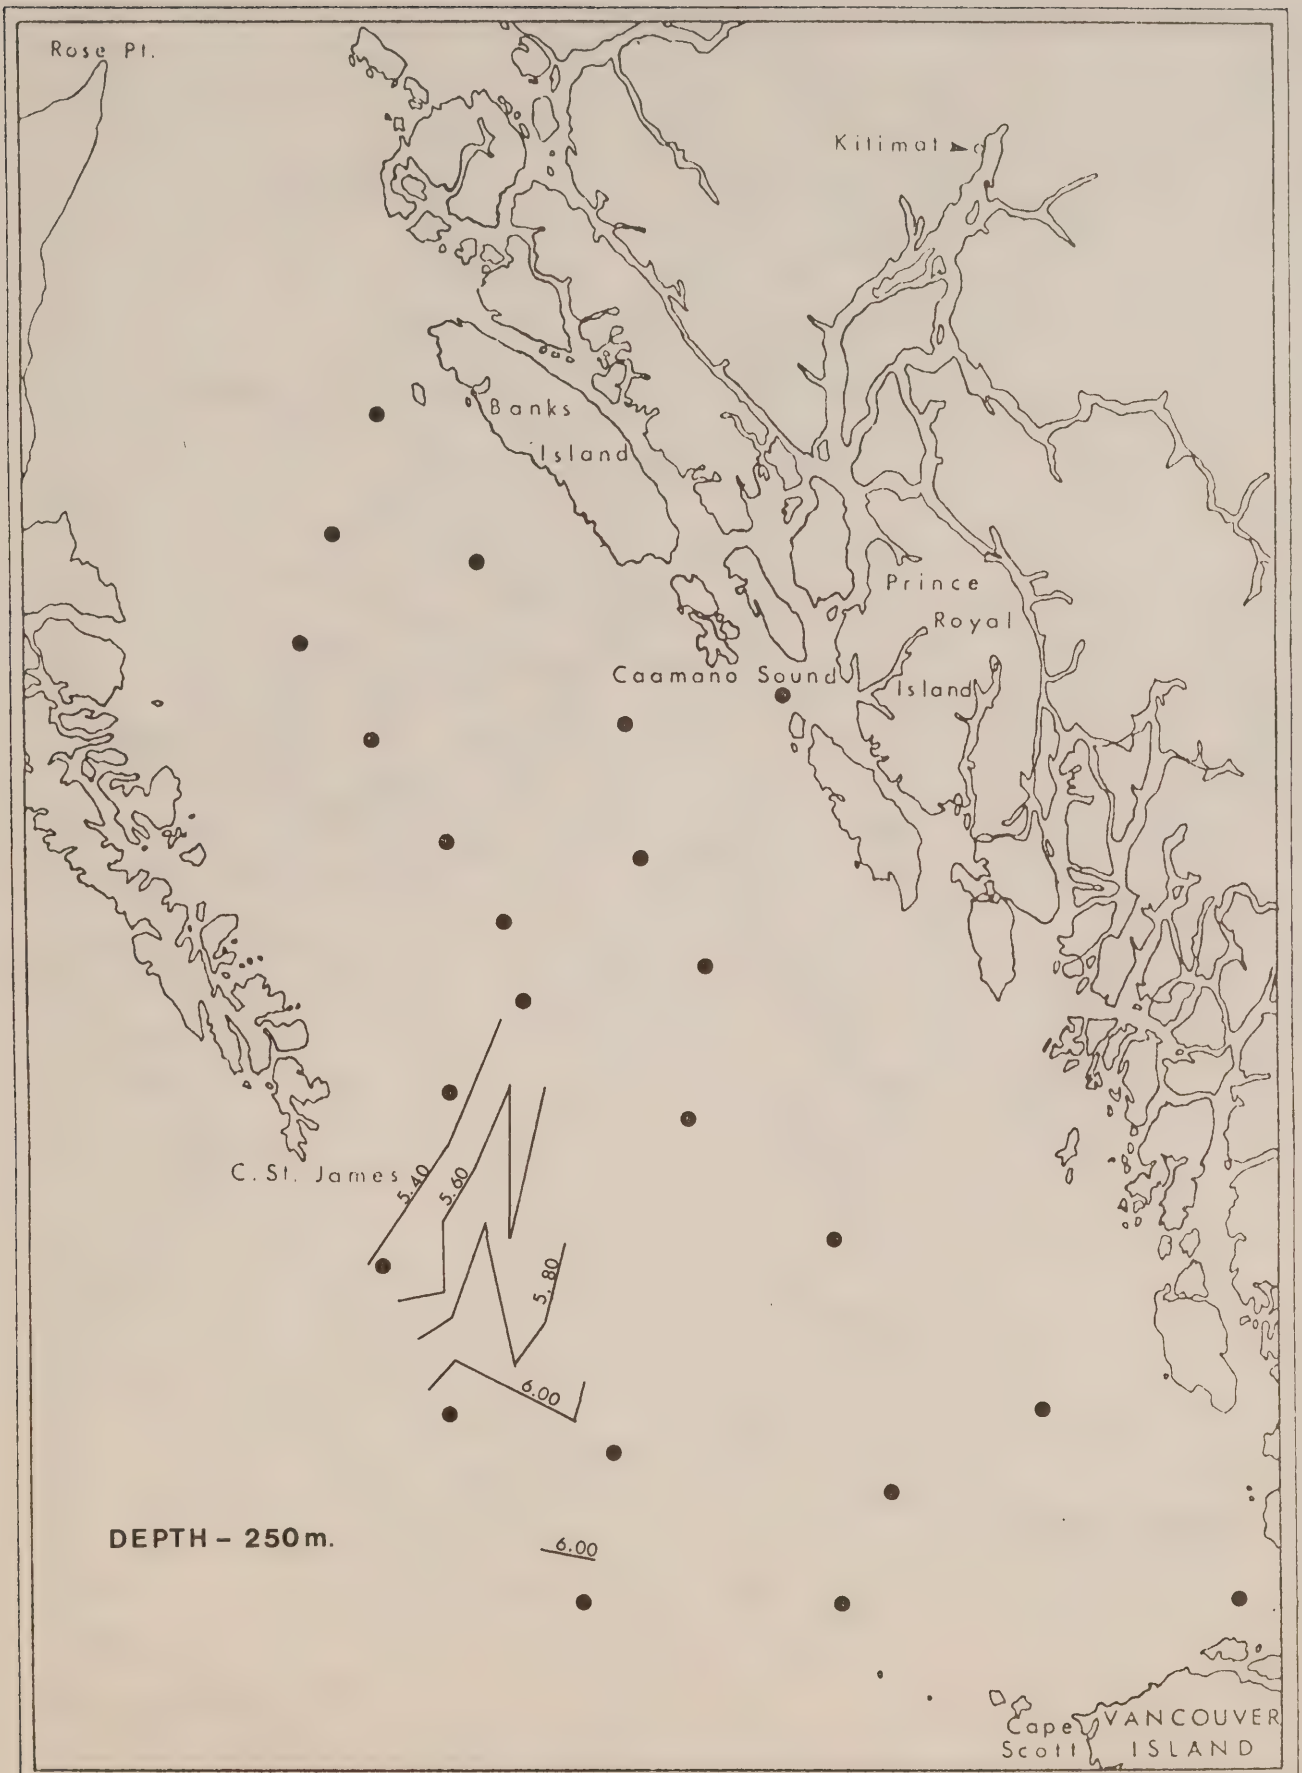 Rose Pt.
Kitimat
Banks
Island
Prince
Royal
Island
Caamano Sound
C. St. James
5.40
5.60
5.80
6.00
6.00
DEPTH – 250m.
Cape
Scott
VANCOUVER
ISLAND